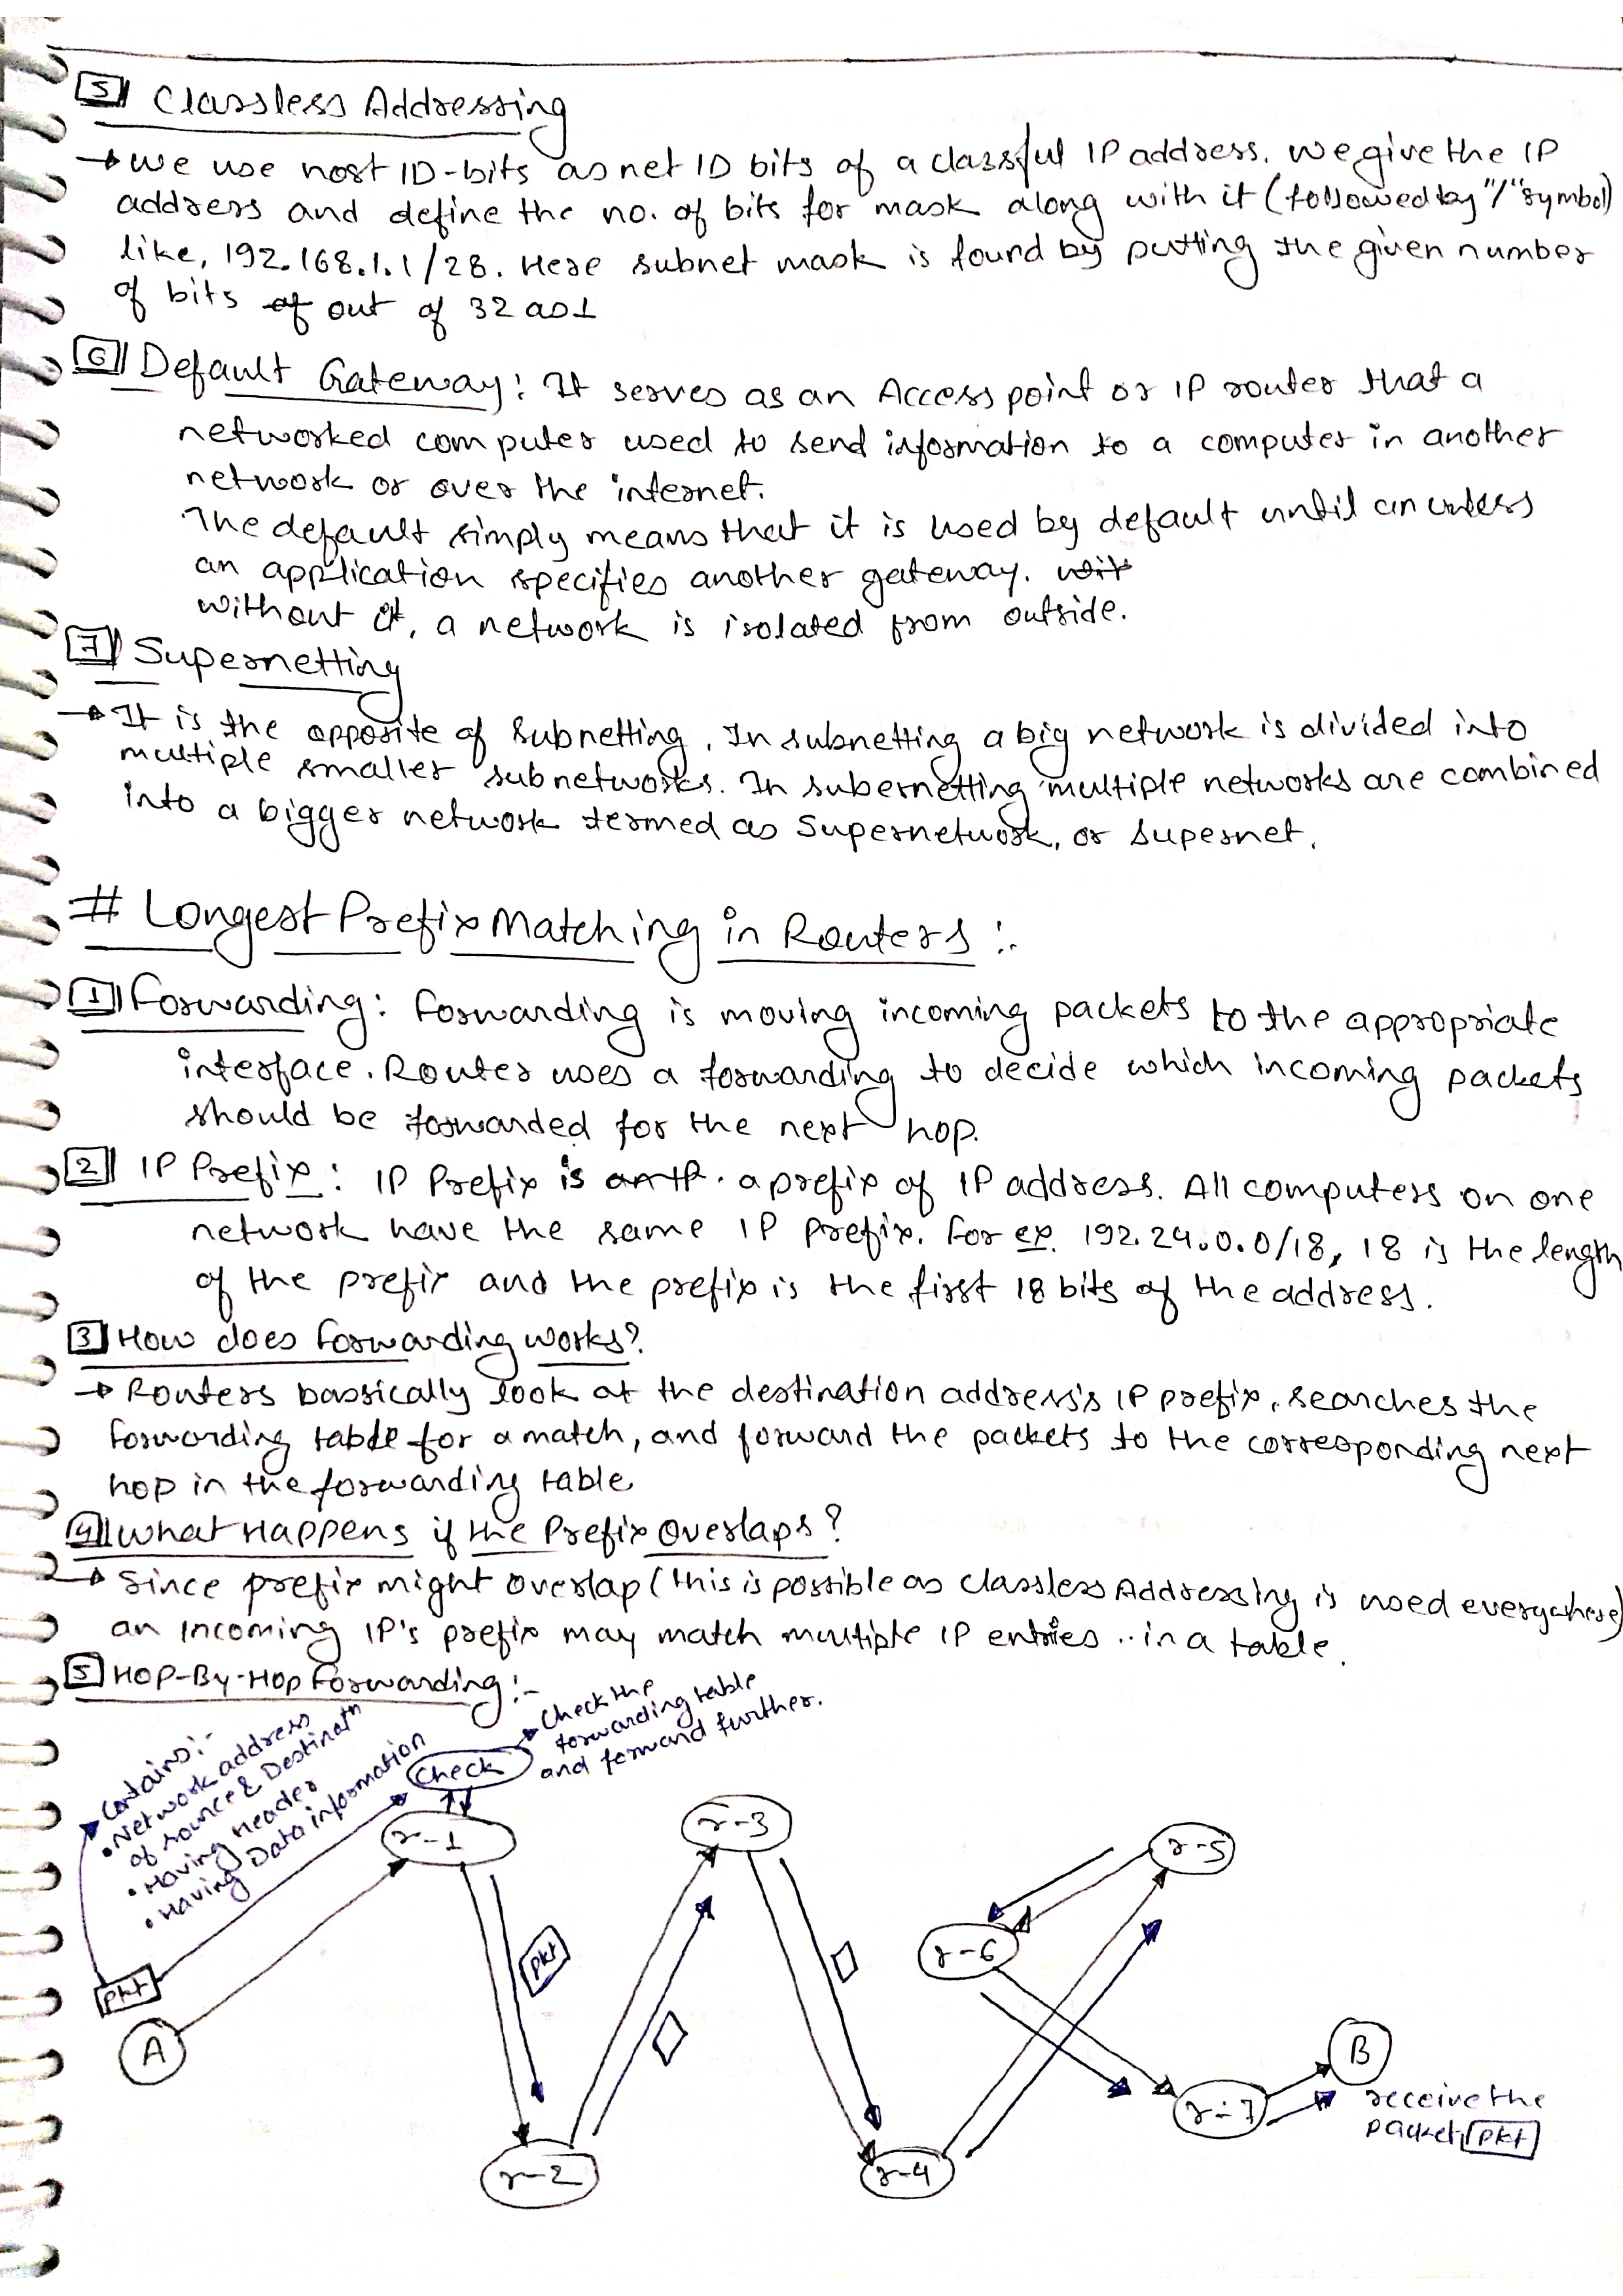 5 Classless Addressing
→ We use host ID-bits as net ID bits of a classful IP address. We give the IP
address and define the no. of bits for mask along with it (followed by "/" symbol)
like, 192.168.1.1/28. Here subnet mask is found by putting the given number
of bits of out of 32 as 1
6 Default Gateway: It serves as an Access point or IP router that a
networked computer used to send information to a computer in another
network or over the internet.
The default simply means that it is used by default until an unless
an application specifies another gateway. wit
without it, a network is isolated from outside.
7 Supernetting
→ It is the opposite of Subnetting. In subnetting a big network is divided into
multiple smaller subnetworks. In subernetting multiple networks are combined
into a bigger network termed as Supernetwork, or Supernet.
# Longest Prefix Matching in Routers :-
1 Forwarding: Forwarding is moving incoming packets to the appropriate
interface. Router uses a forwarding to decide which incoming packets
should be forwarded for the next hop.
2 IP Prefix: IP Prefix is an IP. a prefix of IP address. All computers on one
network have the same IP prefix. For ex. 192.24.0.0/18, 18 is the length
of the prefix and the prefix is the first 18 bits of the address.
3 How does forwarding works?
→ Routers bassically look at the destination address's IP prefix, searches the
forwarding table for a match, and forward the packets to the corresponding next
hop in the forwarding table.
4 What Happens if the Prefix Overlaps?
→ Since prefix might overlap (this is possible as Classless Addressing is used everywhere)
an Incoming IP's prefix may match multiple IP entries .. in a table.
5 HOP-By-Hop Forwarding :-
Contains:-
• Network address
of source & Destinatn
• Having Header
• Having Data information
Check
Check the
forwarding table
and forward further.
r-1
r-3
r-5
pkt
r-6
pkt
A
B
r-7
receive the
packet pkt
r-2
r-4